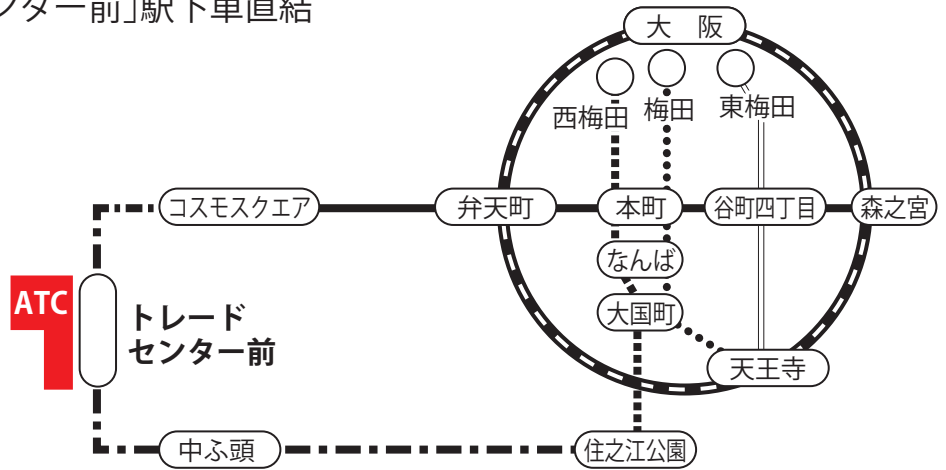 ンター前」駅下車直結
大 阪
西梅田
梅田
東梅田
コスモスクエア
弁天町
本町
谷町四丁目
森之宮
なんば
ATC
トレード
センター前
大国町
天王寺
中ふ頭
住之江公園